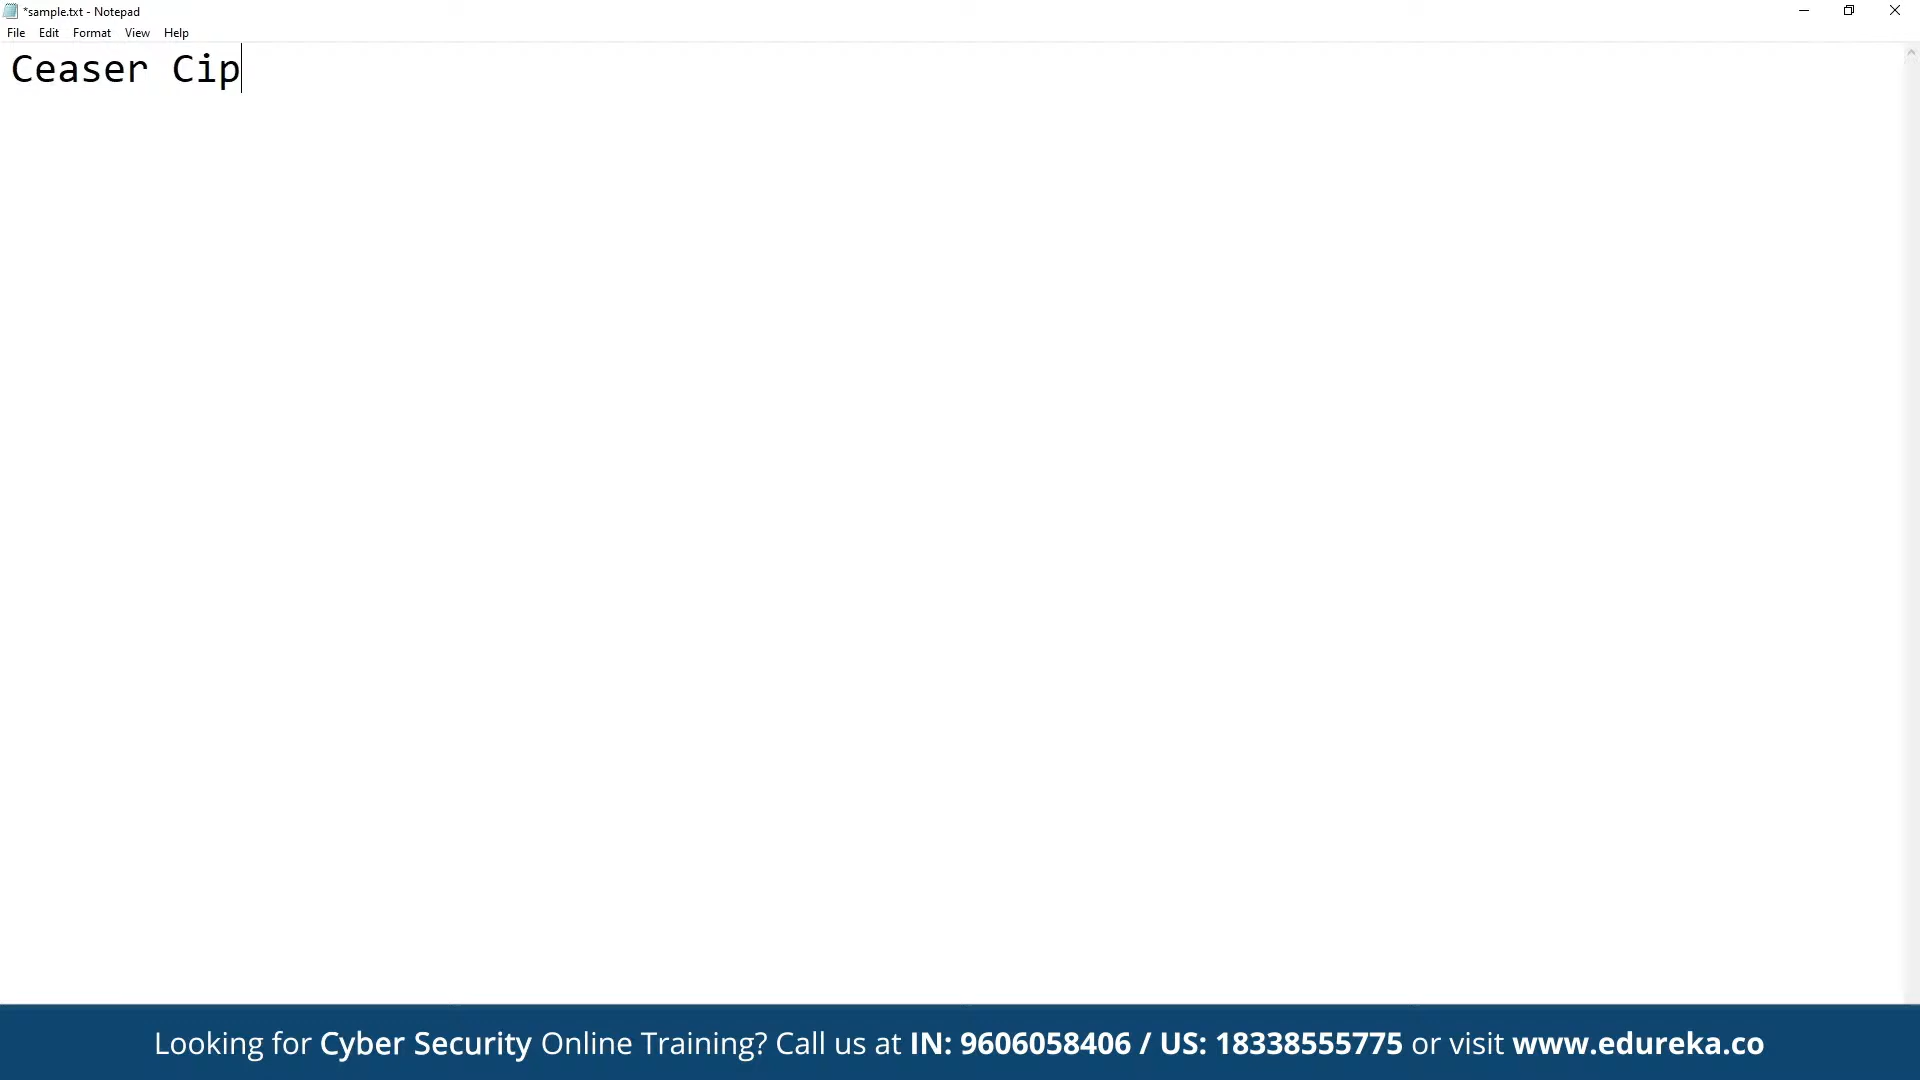 *sample.txt - Notepad
File Edit Format View Help
Ceaser Cip
Looking for Cyber Security Online Training? Call us at IN: 9606058406 / US: 18338555775 or visit www.edureka.co